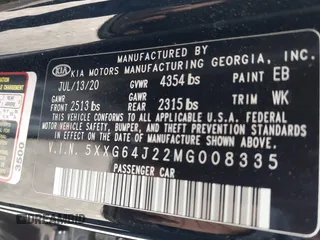 MANUFACTURED BY
KIA KIA MOTORS MANUFACTURING GEORGIA, INC.
JUL/13/20 GVWR 4354 lbs PAINT EB
GAWR FRONT 2513 lbs GAWR REAR 2315 lbs TRIM WK
THIS VEHICLE CONFORMS TO ALL APPLICABLE U.S.A. FEDERAL
MOTOR VEHICLE SAFETY, BUMPER, AND THEFT PREVENTION
STANDARDS IN EFFECT ON THE DATE OF MANUFACTURE SHOWN ABOVE.
V.I.N. 5XXG64J22MG008335
PASSENGER CAR
3500